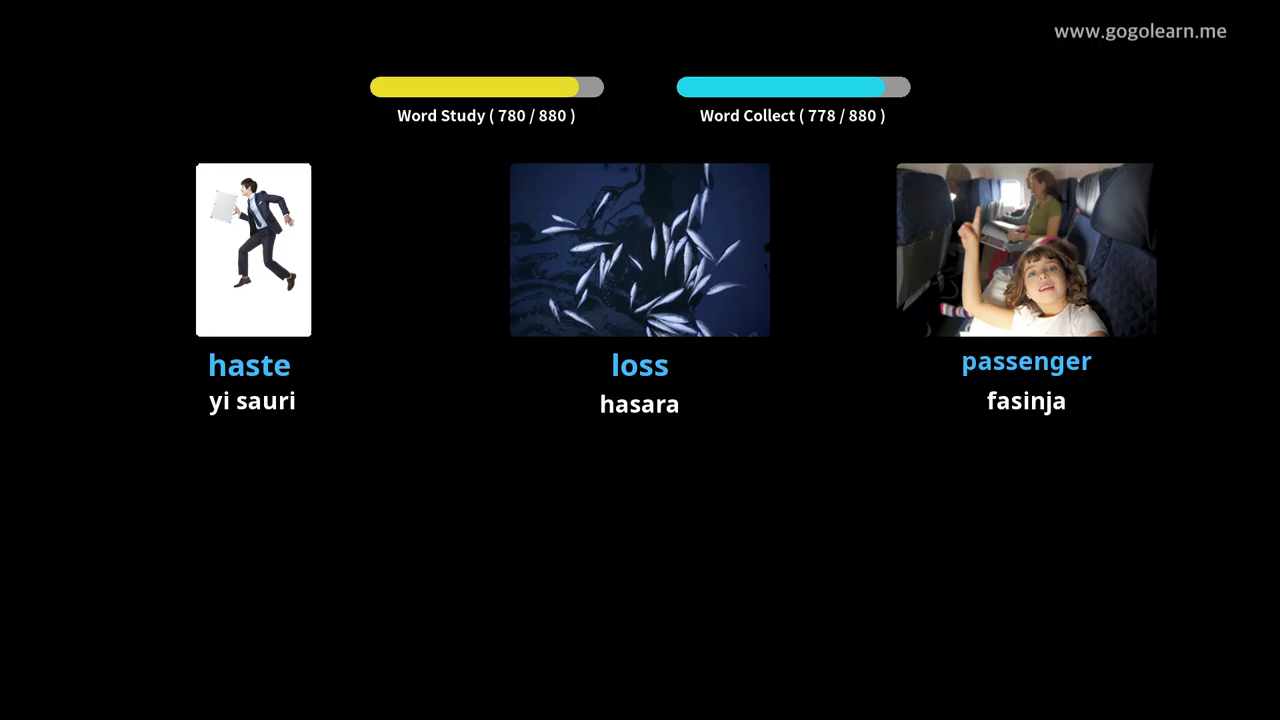 www.gogolearn.me
Word Study ( 780 / 880 )
Word Collect ( 778 / 880 )
haste
yi sauri
loss
hasara
passenger
fasinja